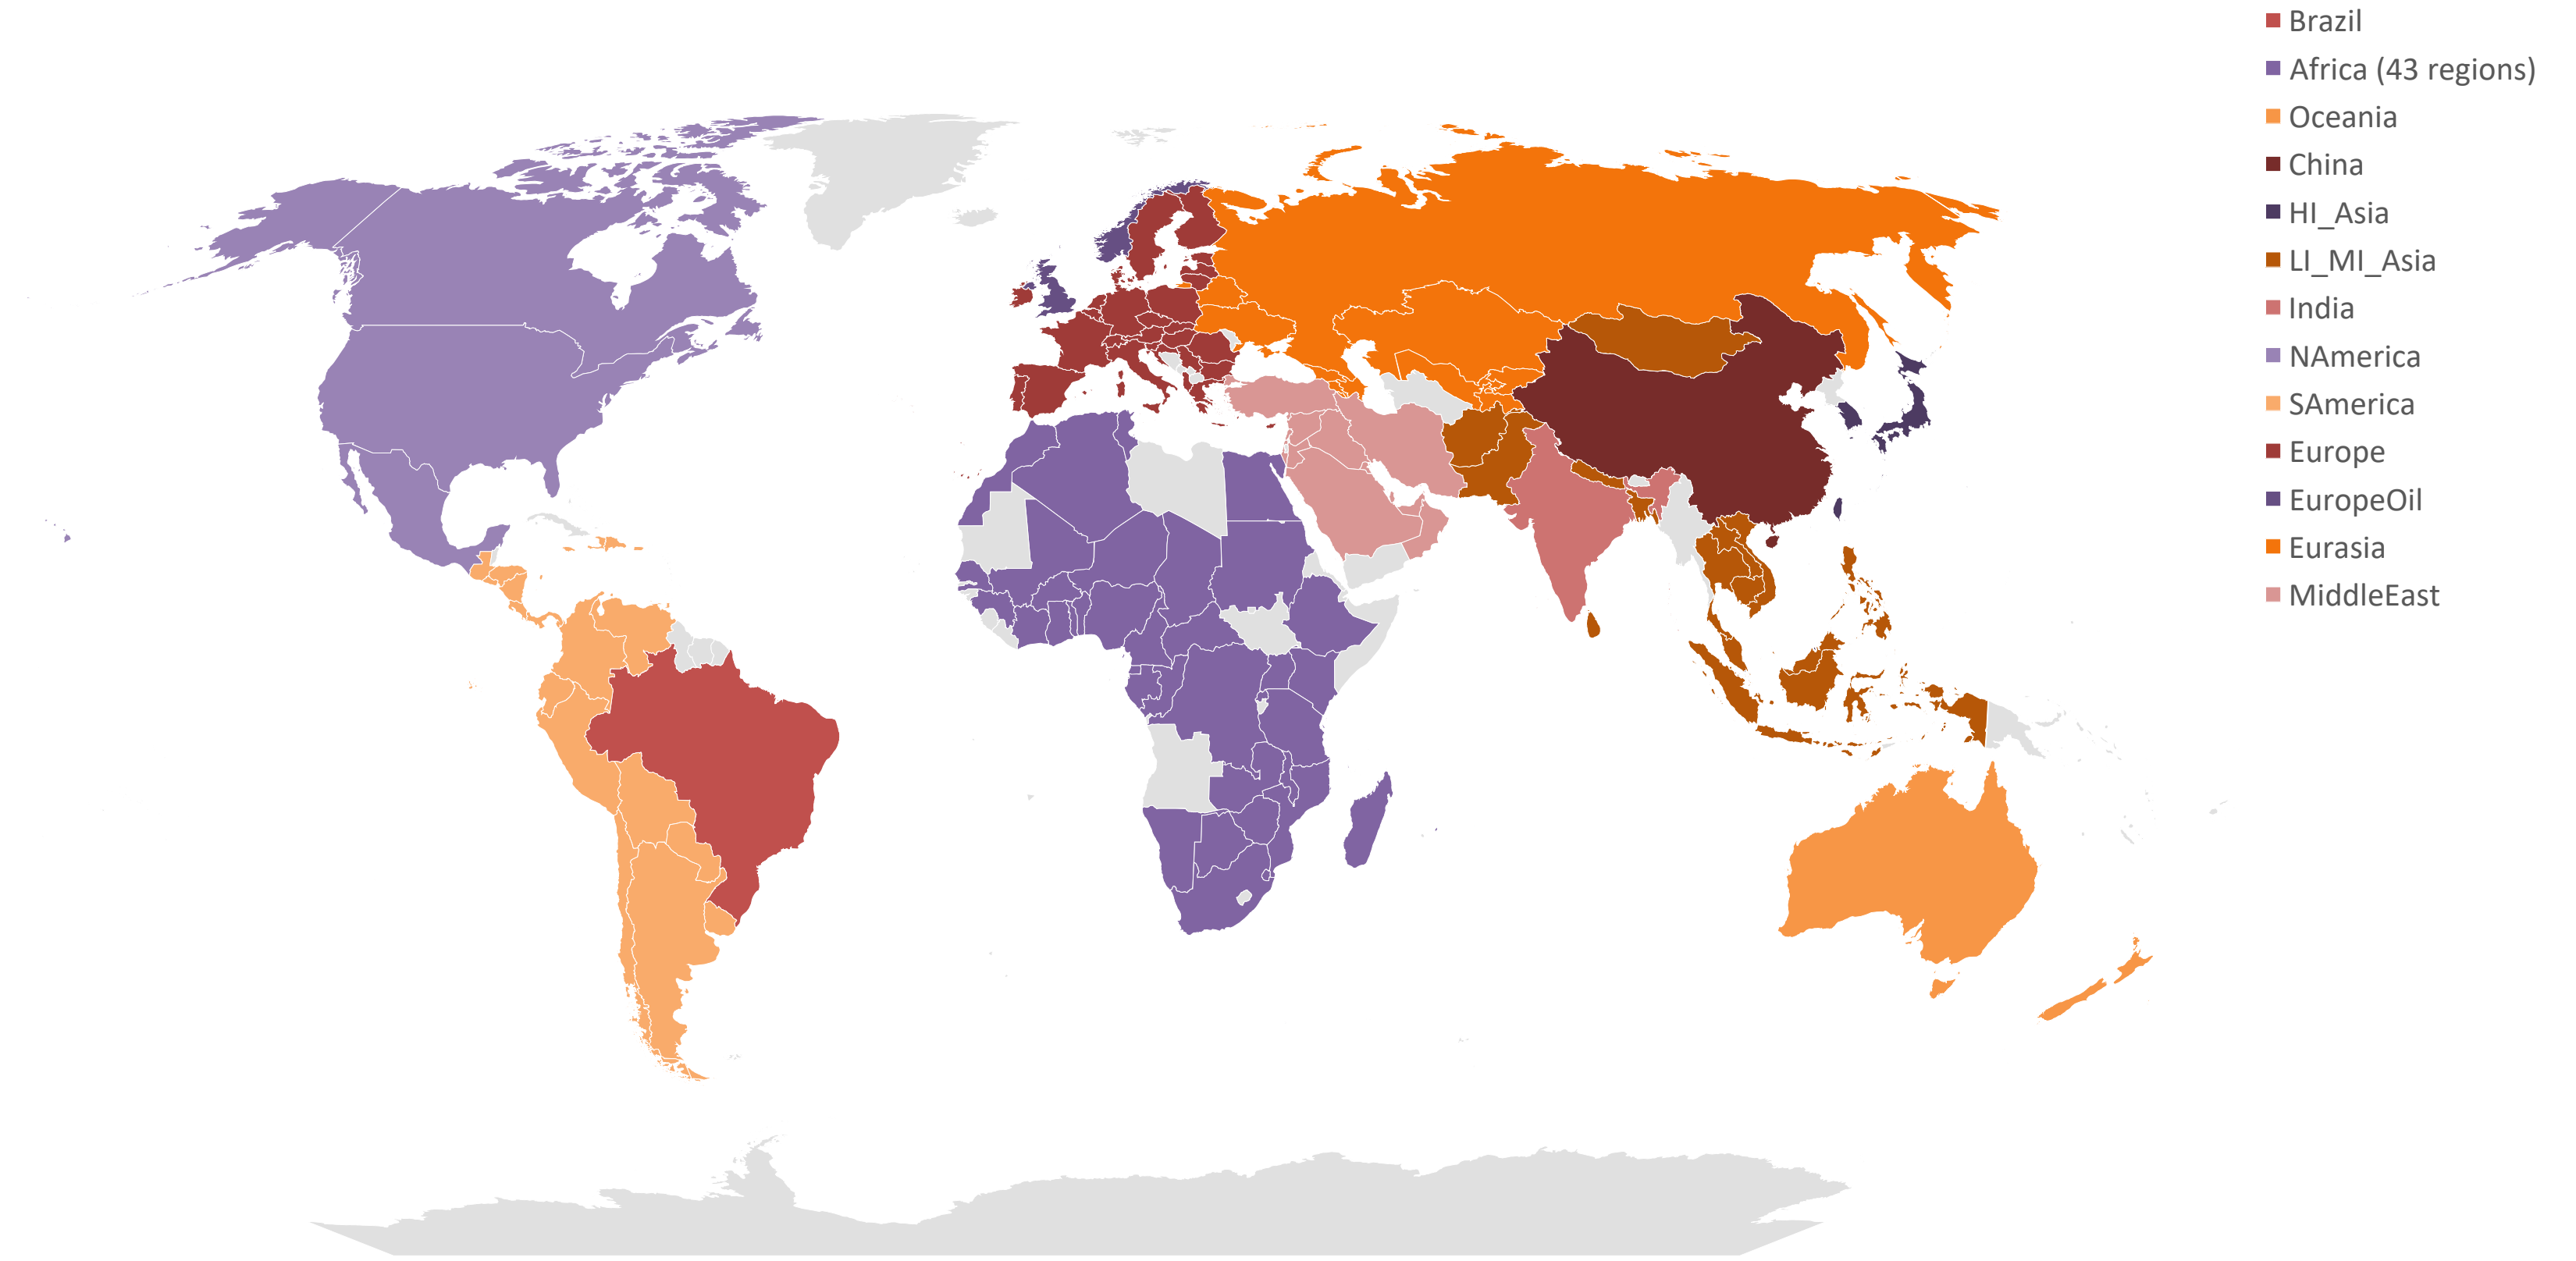 Brazil
Africa (43 regions)
Oceania
China
HI_Asia
LI_MI_Asia
India
NAmerica
SAmerica
Europe
EuropeOil
Eurasia
MiddleEast